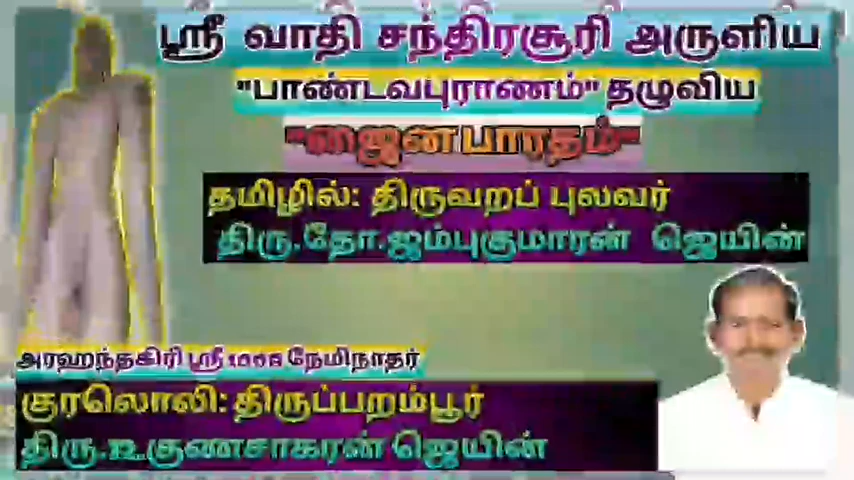 ஸ்ரீ வாதி சந்திரசூரி அருளிய
"பாண்டவபுராணம்" தழுவிய
"ஜைன பாரதம்"
தமிழில்: திருவறப் புலவர்
திரு.தோ.ஜம்புகுமாரன் ஜெயின்
அரஹந்தகிரி ஸ்ரீ 1008 நேமிநாதர்
குரலொலி: திருப்பறம்பூர்
திரு.உ.குணசாகரன் ஜெயின்